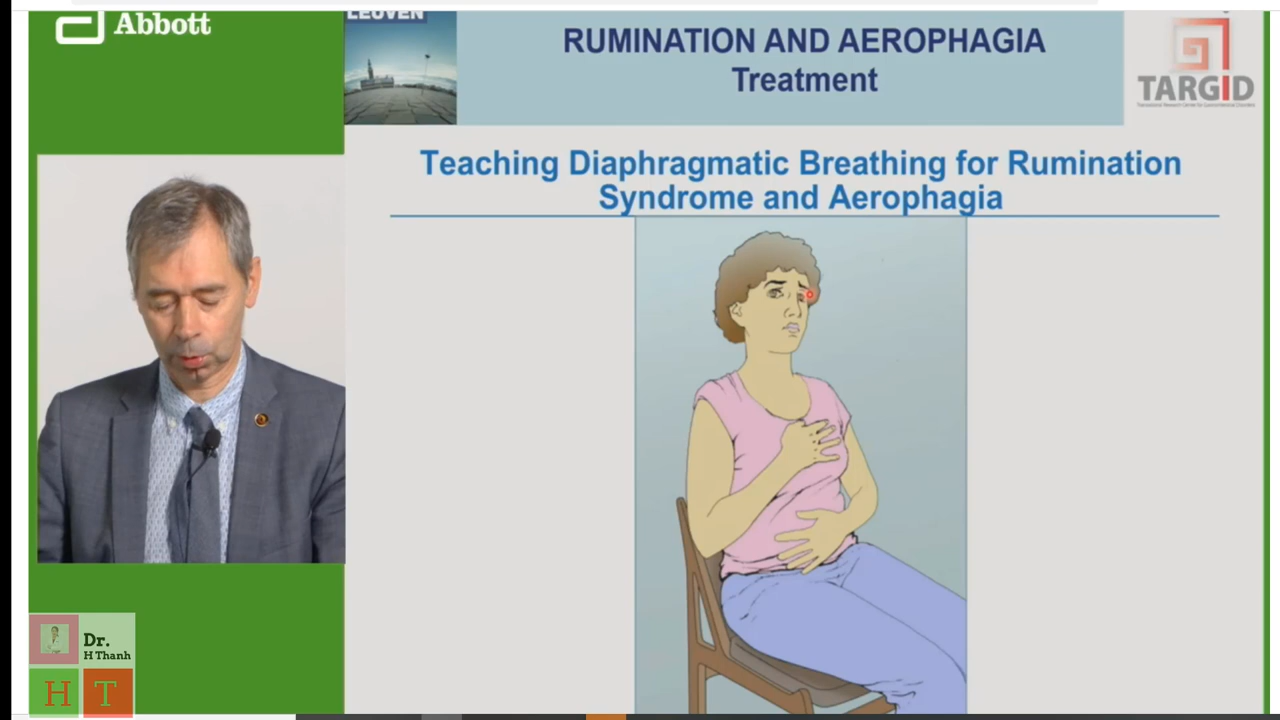 Abbott
LEUVEN
RUMINATION AND AEROPHAGIA
Treatment
TARGID
Teaching Diaphragmatic Breathing for Rumination
Syndrome and Aerophagia
Dr.
H Thanh
H T